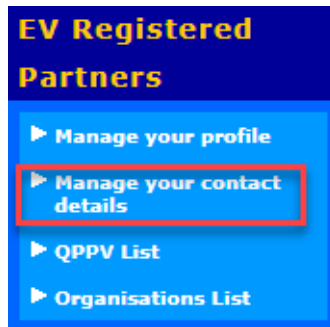 EV Registered
Partners
Manage your profile
Manage your contact
details
QPPV List
Organisations List